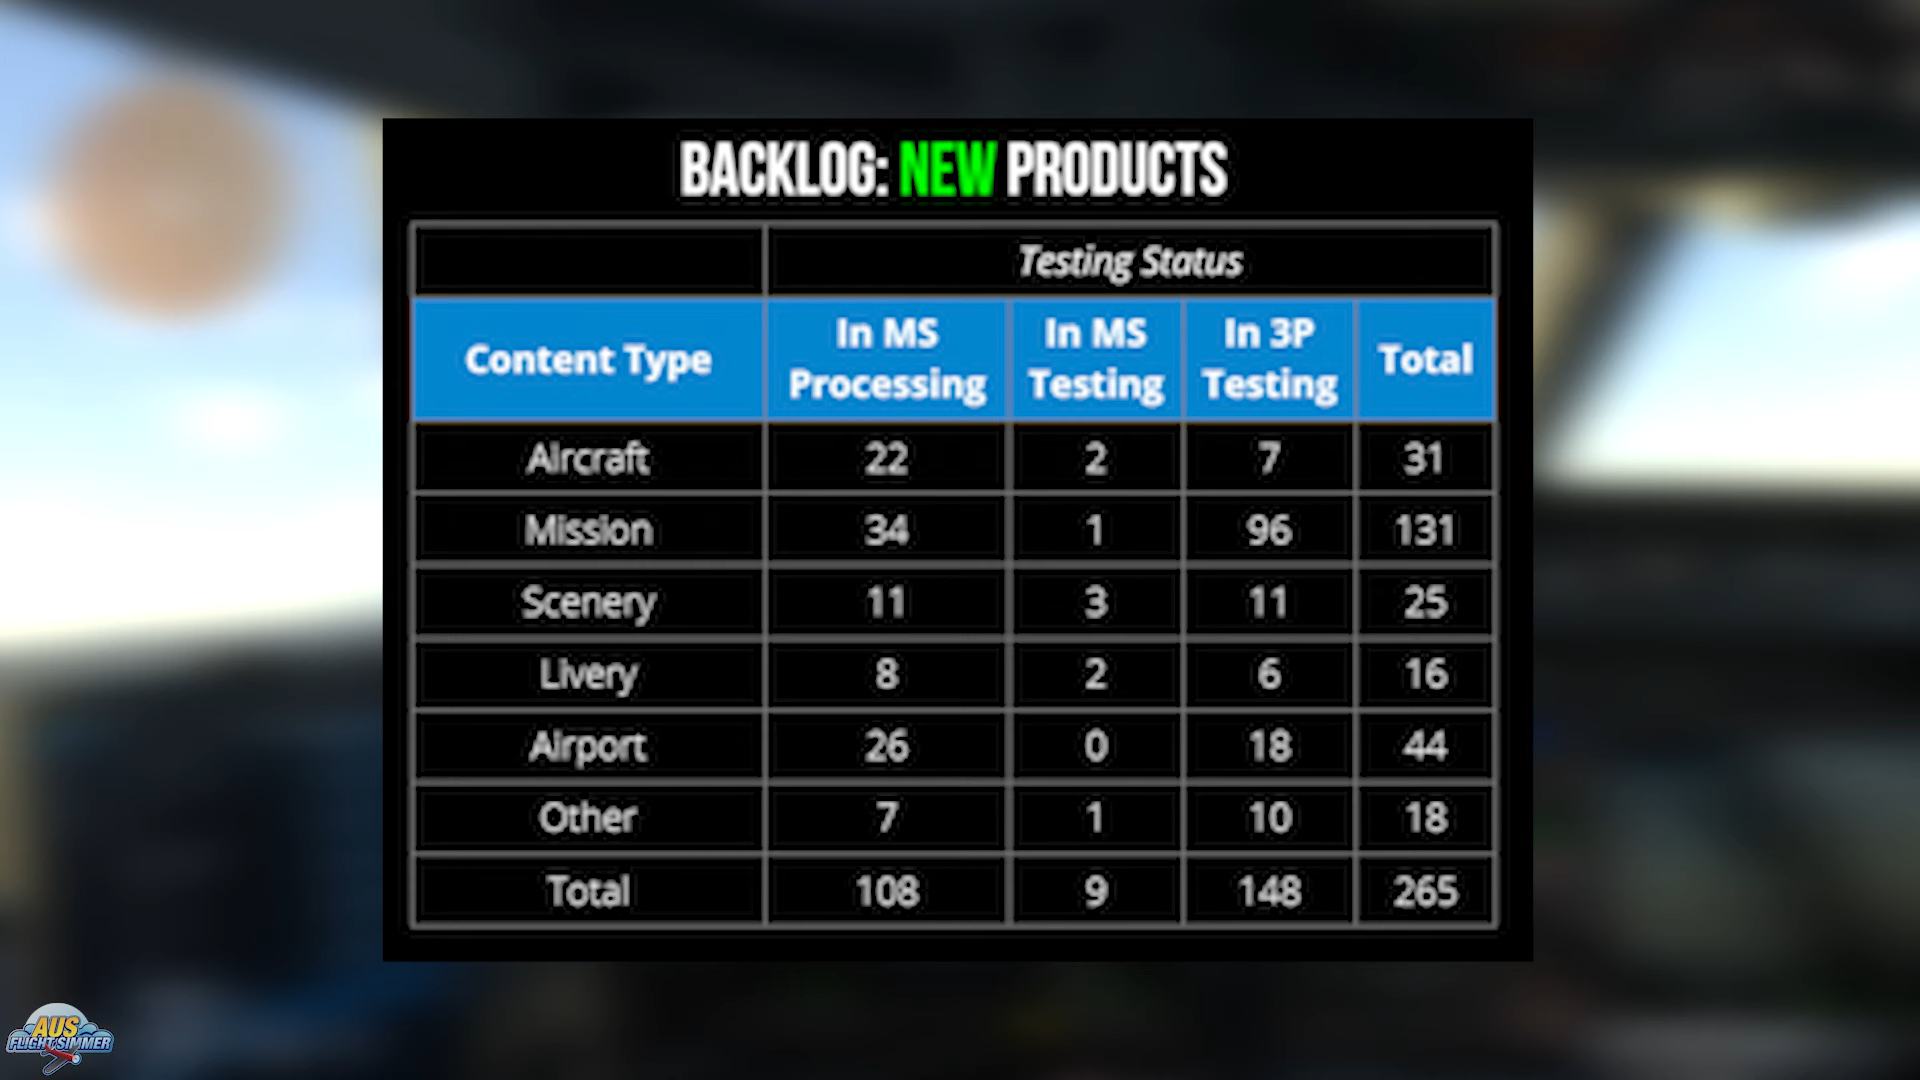 BACKLOG: NEW PRODUCTS
Testing Status
Content Type In MS Processing In MS Testing In 3P Testing Total
Aircraft 22 2 7 31
Mission 34 1 96 131
Scenery 11 3 11 25
Livery 8 2 6 16
Airport 26 0 18 44
Other 7 1 10 18
Total 108 9 148 265
AUS
FLIGHTSIMMER